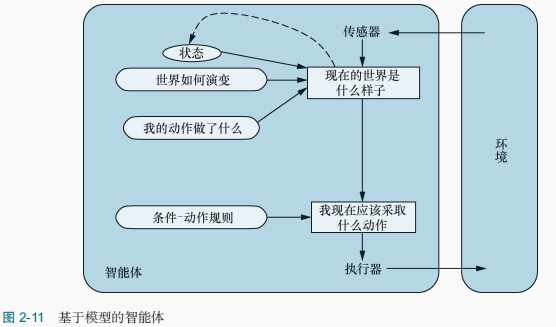 传感器
状态
世界如何演变
现在的世界是
什么样子
我的动作做了什么
环境
条件-动作规则
我现在应该采取
什么动作
智能体
执行器
图 2-11 基于模型的智能体